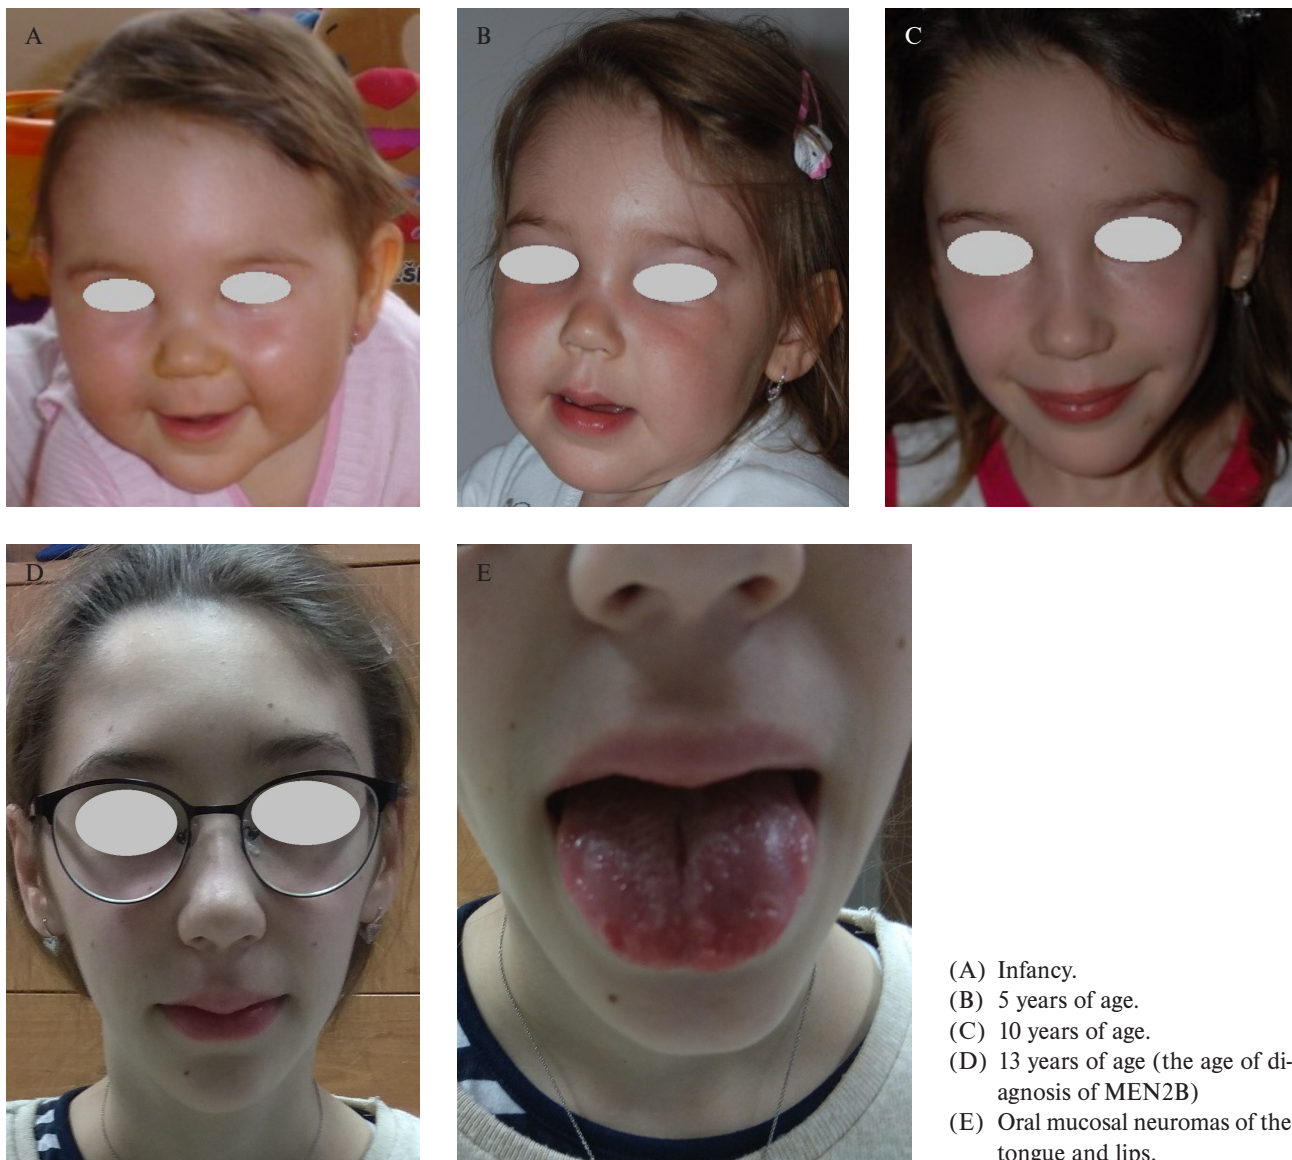 A
B
C
D
E
(A) Infancy.
(B) 5 years of age.
(C) 10 years of age.
(D) 13 years of age (the age of di-
agnosis of MEN2B)
(E) Oral mucosal neuromas of the
tongue and lips.